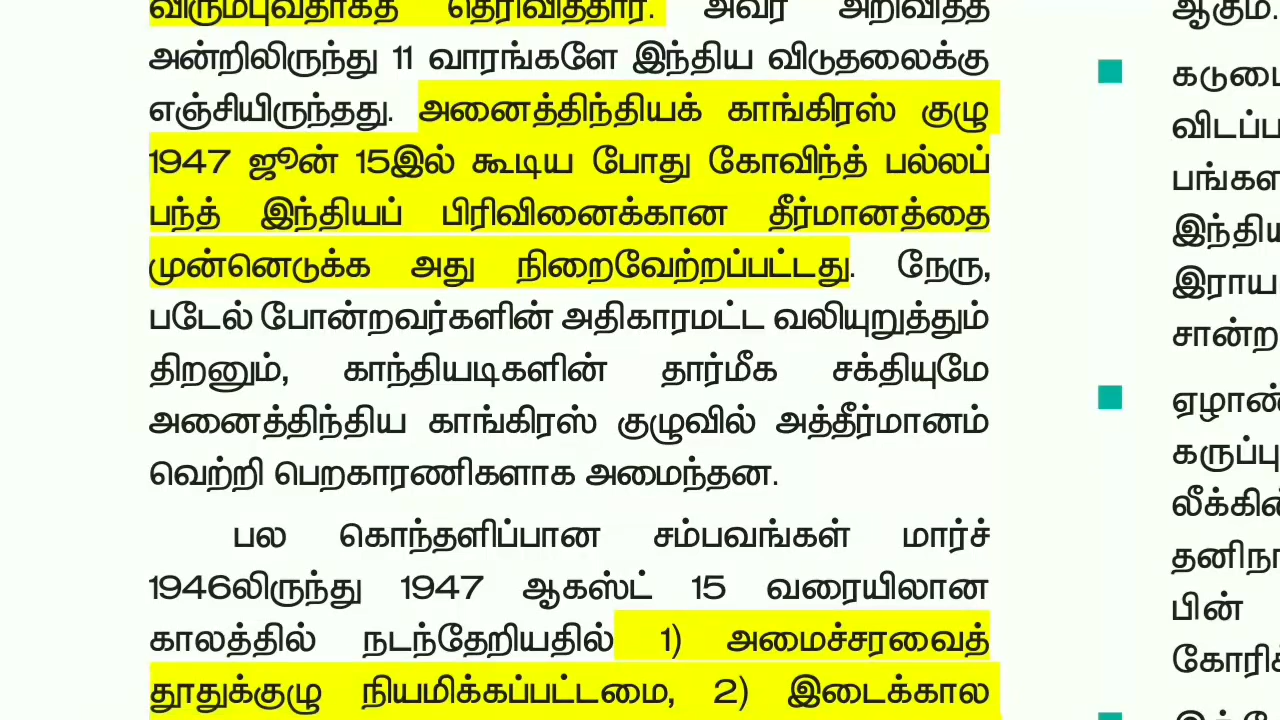 விரும்புவதாகத் தெரிவித்தார். அவர் அறிவித்த
அன்றிலிருந்து 11 வாரங்களே இந்திய விடுதலைக்கு
எஞ்சியிருந்தது. அனைத்திந்தியக் காங்கிரஸ் குழு
1947 ஜூன் 15இல் கூடிய போது கோவிந்த் பல்லப்
பந்த் இந்தியப் பிரிவினைக்கான தீர்மானத்தை
முன்னெடுக்க அது நிறைவேற்றப்பட்டது. நேரு,
படேல் போன்றவர்களின் அதிகாரமட்ட வலியுறுத்தும்
திறனும், காந்தியடிகளின் தார்மீக சக்தியுமே
அனைத்திந்திய காங்கிரஸ் குழுவில் அத்தீர்மானம்
வெற்றி பெறகாரணிகளாக அமைந்தன.
பல கொந்தளிப்பான சம்பவங்கள் மார்ச்
1946லிருந்து 1947 ஆகஸ்ட் 15 வரையிலான
காலத்தில் நடந்தேறியதில் 1) அமைச்சரவைத்
தூதுக்குழு நியமிக்கப்பட்டமை, 2) இடைக்கால
ஆகும்.
விடப்ப
இந்திய
இராய
சான்ற
ஏழாண்
கருப்பு
தனிநா
பின்